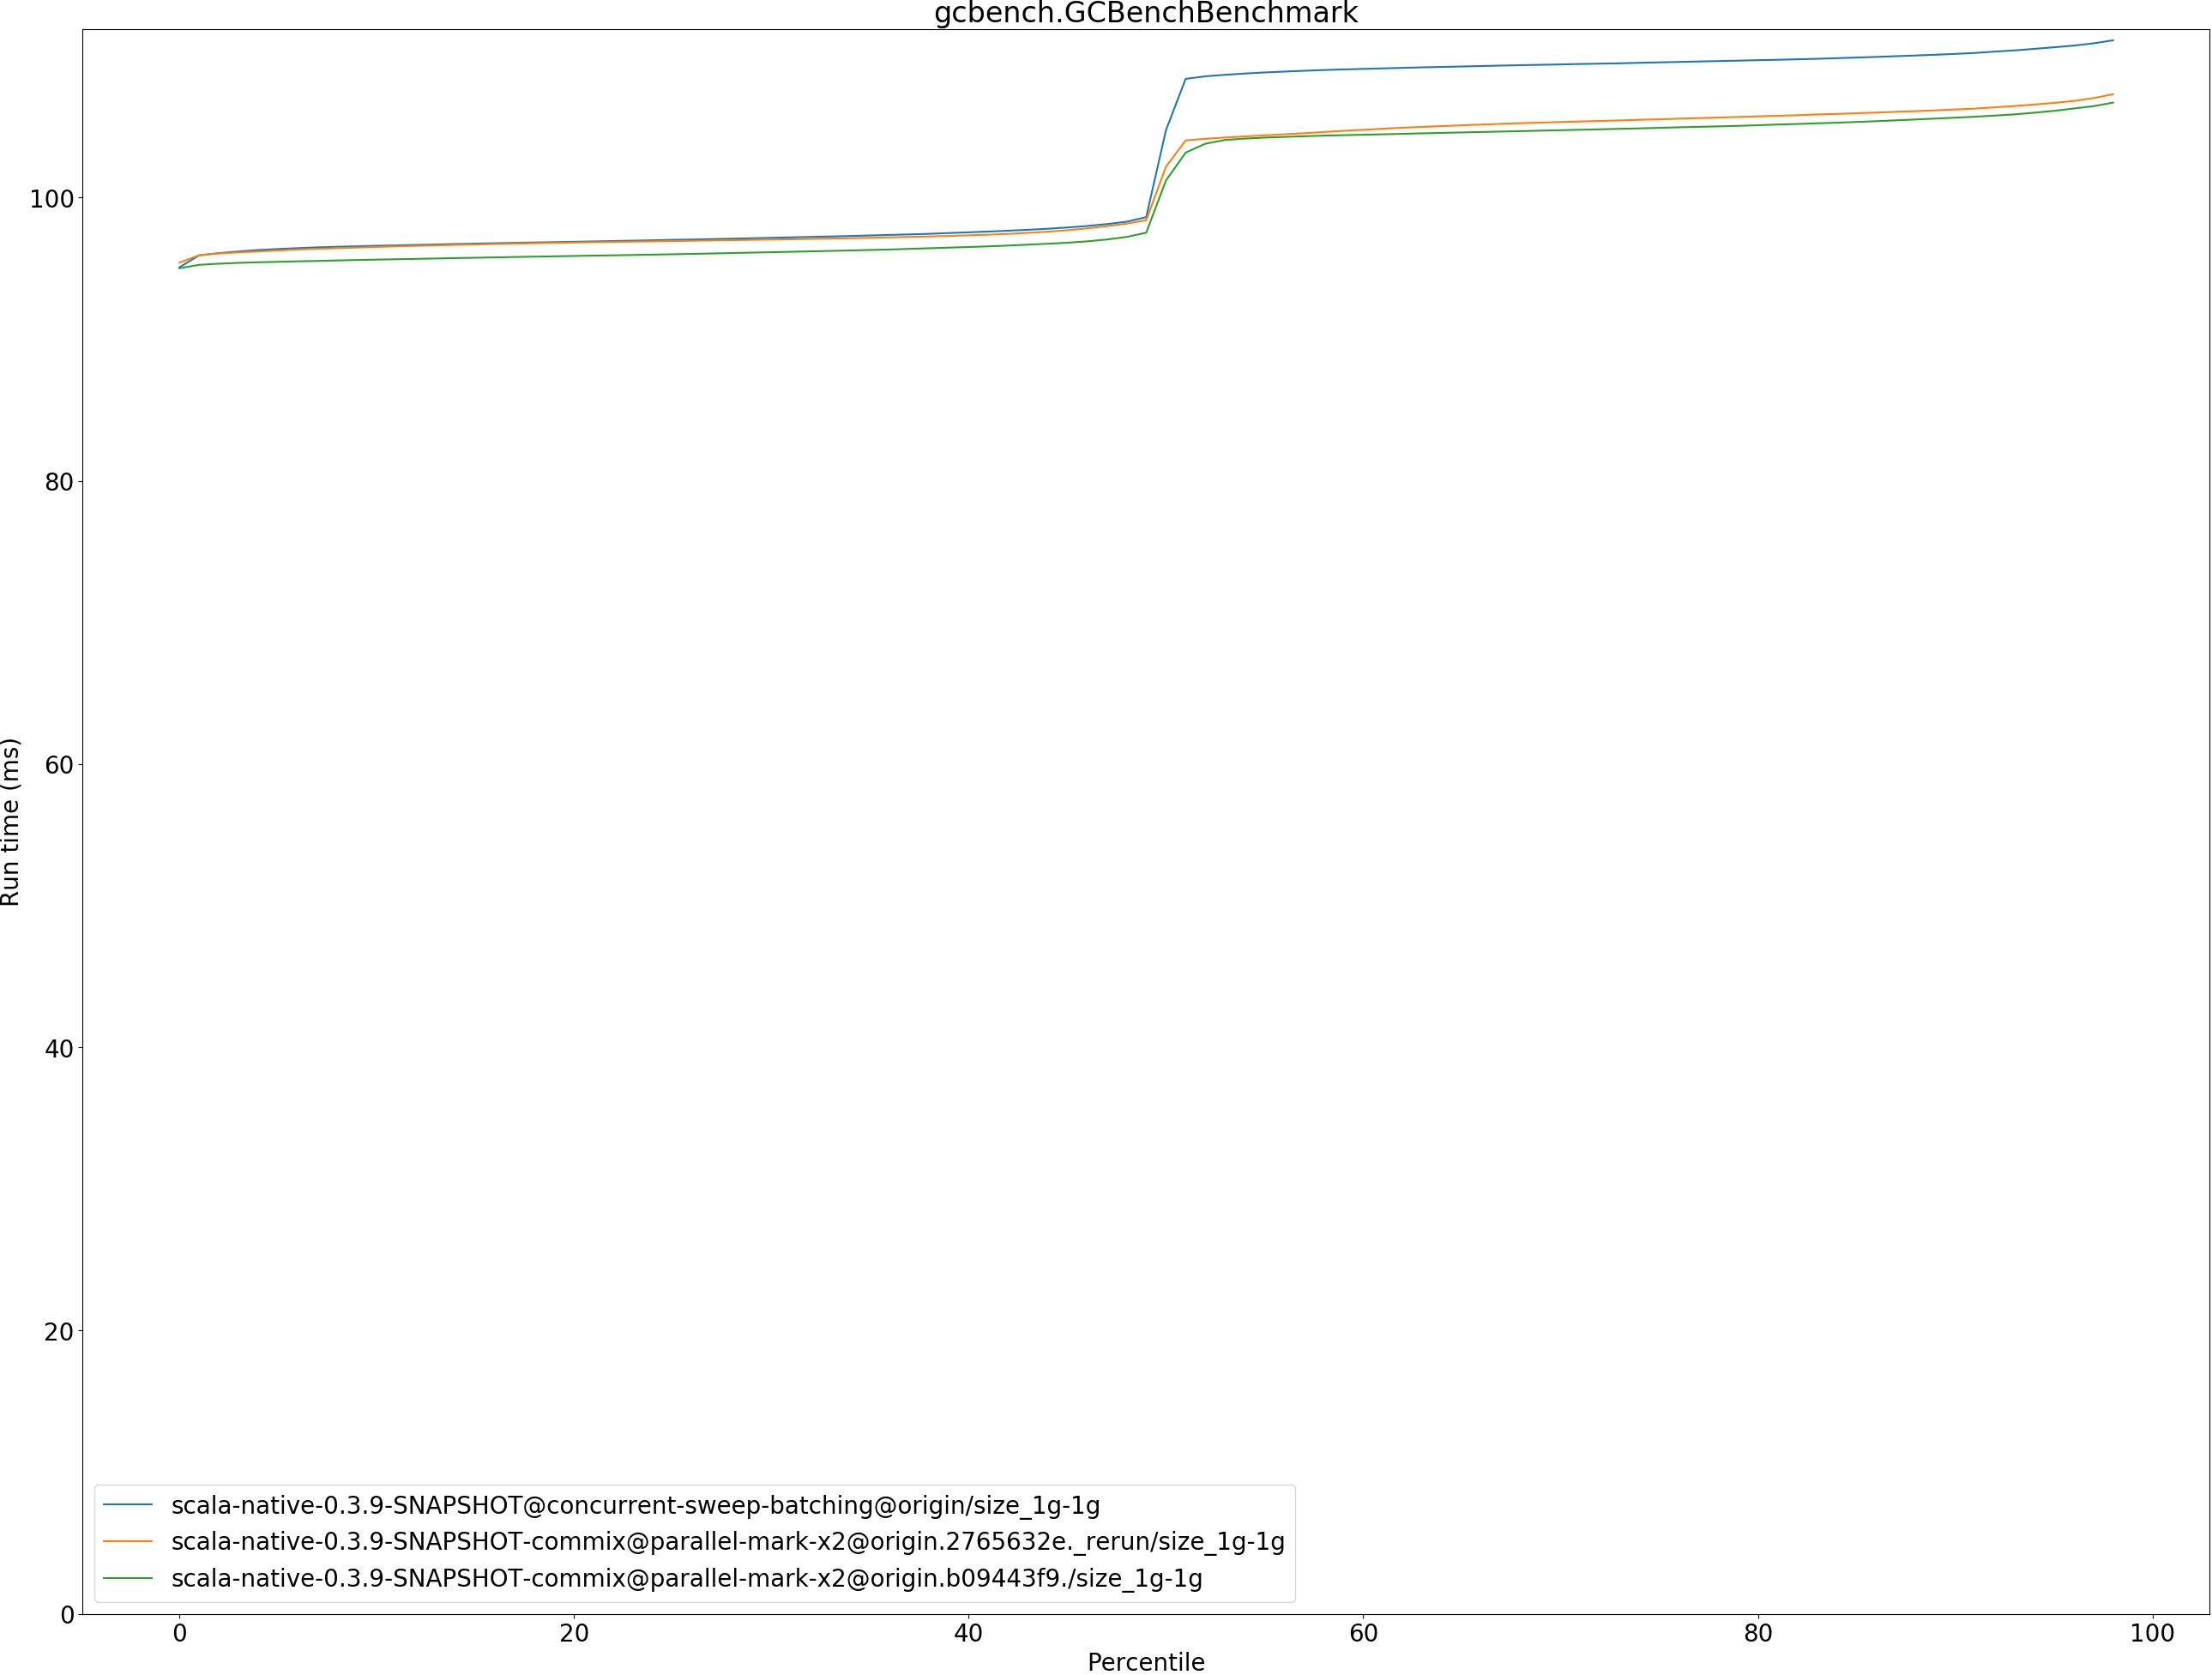 gcbench.GCBenchBenchmark
100
80
60
40
20
0
Run time (ms)
scala-native-0.3.9-SNAPSHOT@concurrent-sweep-batching@origin/size_1g-1g
scala-native-0.3.9-SNAPSHOT-commix@parallel-mark-x2@origin.2765632e._rerun/size_1g-1g
scala-native-0.3.9-SNAPSHOT-commix@parallel-mark-x2@origin.b09443f9./size_1g-1g
0 20 40 60 80 100
Percentile